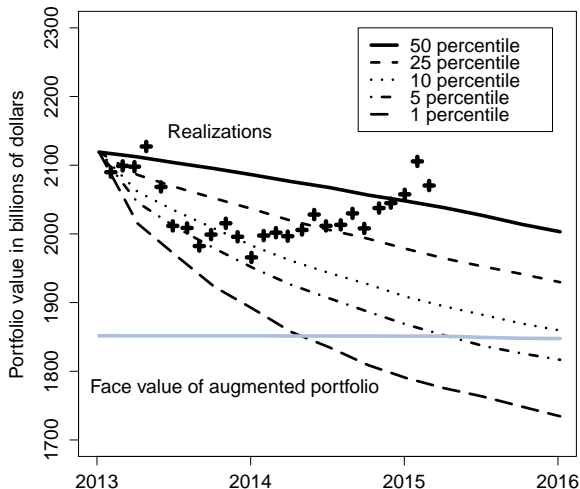 Portfolio value in billions of dollars
2300
2200
2100
2000
1900
1800
1700
50 percentile
25 percentile
10 percentile
5 percentile
1 percentile
Realizations
Face value of augmented portfolio
2013
2014
2015
2016